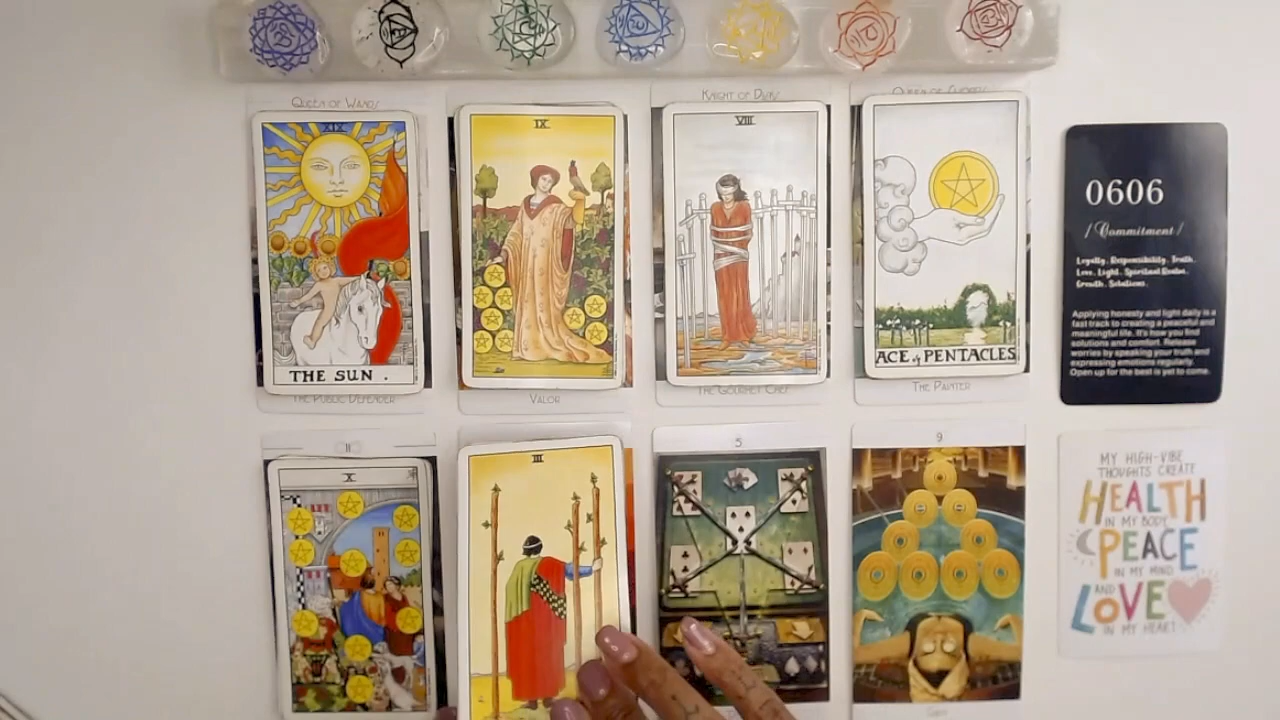 QUEEN OF WANDS
KNIGHT OF DISKS
QUEEN OF SWORDS
XIX
THE SUN .
THE PUBLIC DEFENDER
IX
VALOR
VIII
THE GOURMET CHEF
ACE of PENTACLES
THE PAINTER
0606
/ Commitment /
Loyalty. Responsibility. Truth.
Love. Light. Spiritual Realm.
Growth. Solutions.
Applying honesty and light daily is a
fast track to creating a peaceful and
meaningful life. It's how you find
solutions and comfort. Release
worries by speaking your truth and
expressing emotions regularly.
Open up for the best is yet to come.
X
III
5
9
MY HIGH-VIBE
THOUGHTS CREATE
HEALTH
IN MY BODY
PEACE
IN MY MIND
AND
LOVE
IN MY HEART